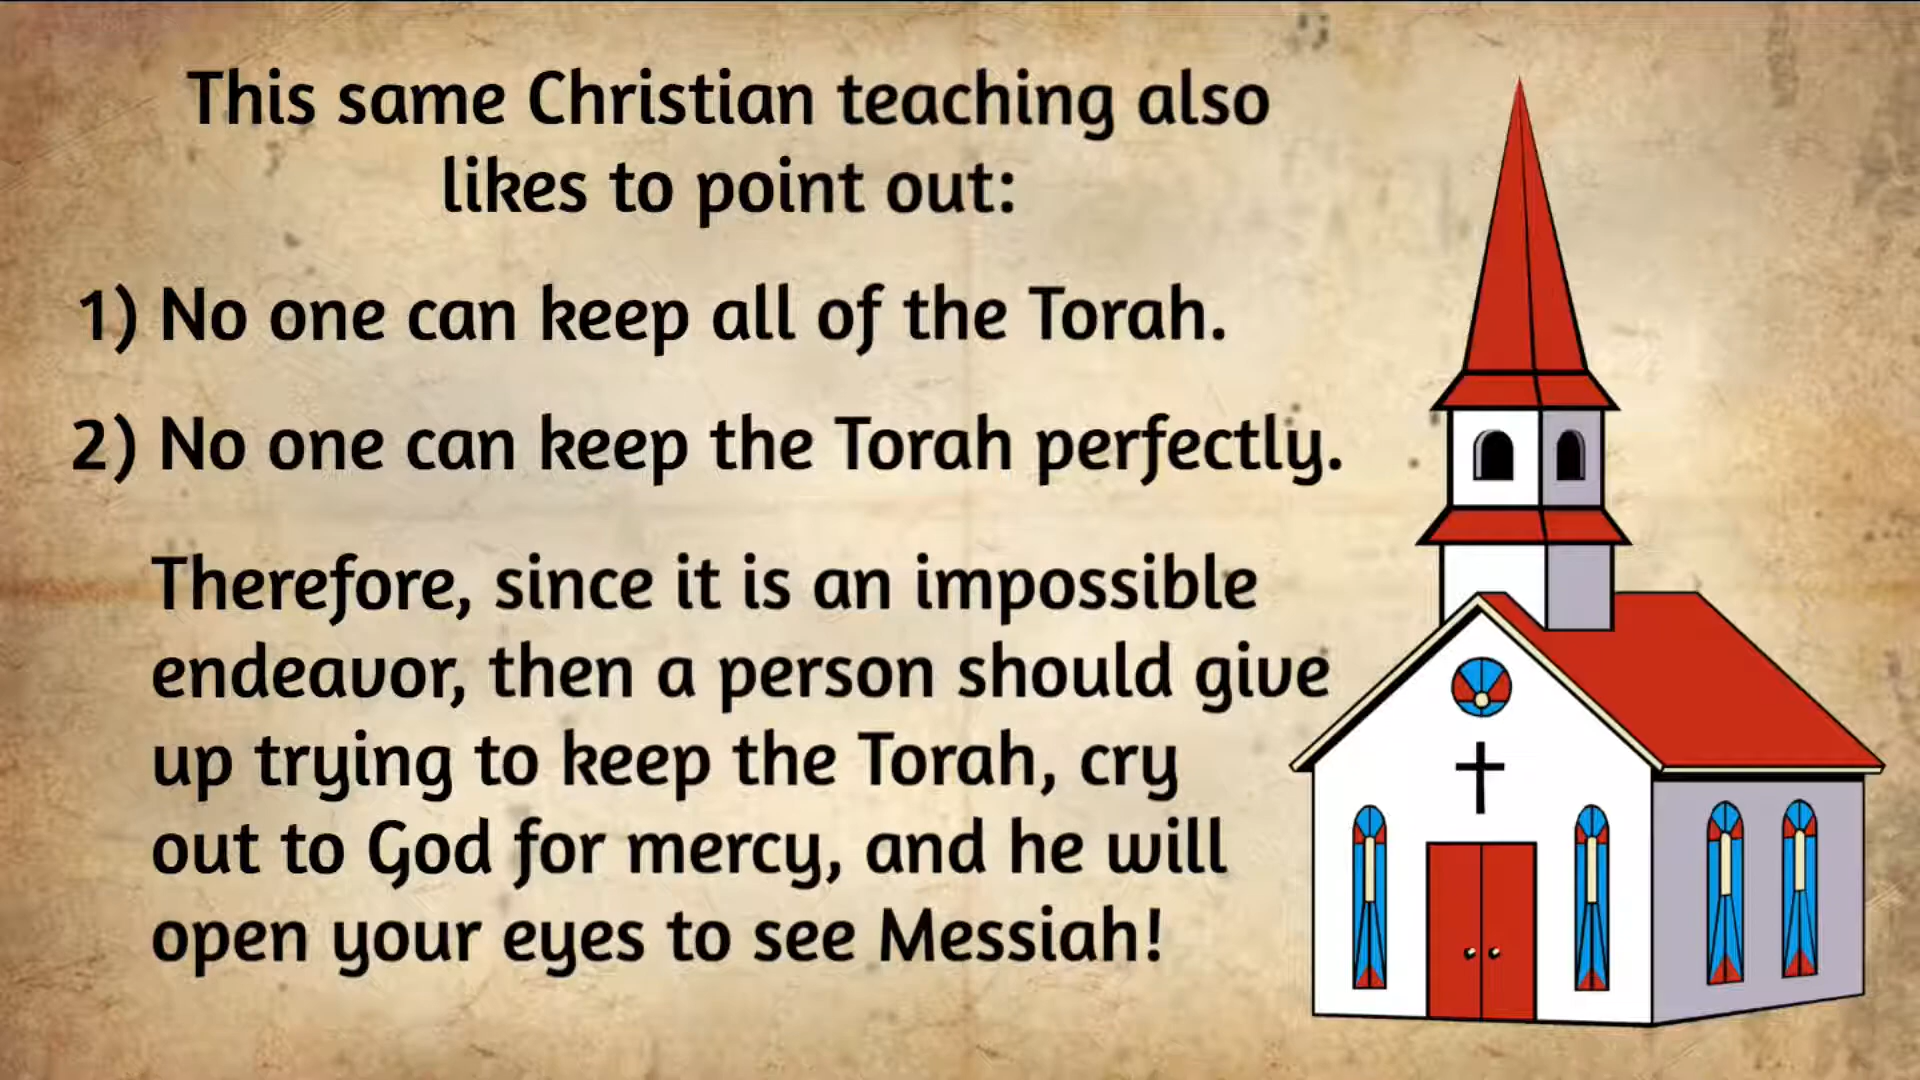 This same Christian teaching also
likes to point out:
1) No one can keep all of the Torah.
2) No one can keep the Torah perfectly.
Therefore, since it is an impossible
endeavor, then a person should give
up trying to keep the Torah, cry
out to God for mercy, and he will
open your eyes to see Messiah!